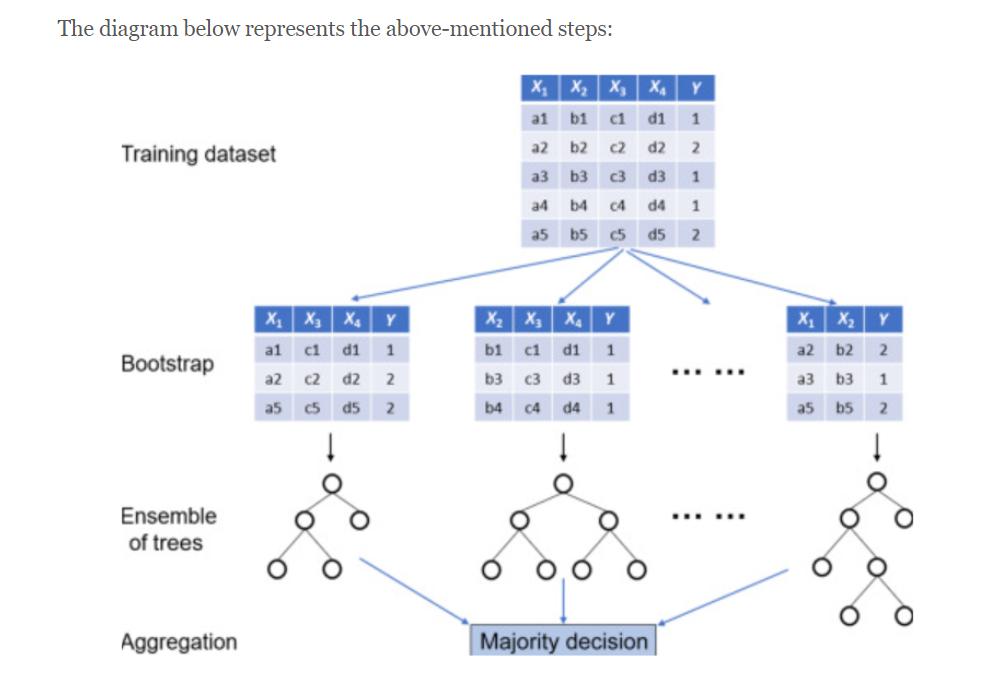 The diagram below represents the above-mentioned steps:
X₁ X₂ X₃ X₄ Y
a1 b1 c1 d1 1
a2 b2 c2 d2 2
Training dataset
a3 b3 c3 d3 1
a4 b4 c4 d4 1
a5 b5 c5 d5 2
X₁ X₃ X₄ Y
a1 c1 d1 1
a2 c2 d2 2
a5 c5 d5 2
X₂ X₃ X₄ Y
b1 c1 d1 1
b3 c3 d3 1
b4 c4 d4 1
... ...
X₁ X₂ Y
a2 b2 2
a3 b3 1
a5 b5 2
Bootstrap
Ensemble
of trees
... ...
Aggregation
Majority decision